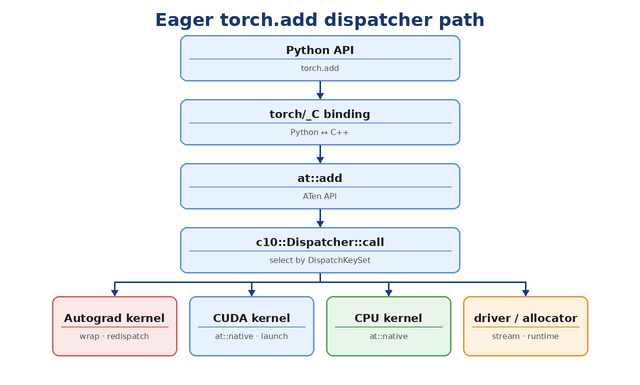 Eager torch.add dispatcher path
Python API
torch.add
torch/_C binding
Python ↔ C++
at::add
ATen API
c10::Dispatcher::call
select by DispatchKeySet
Autograd kernel
wrap · redispatch
CUDA kernel
at::native · launch
CPU kernel
at::native
driver / allocator
stream · runtime